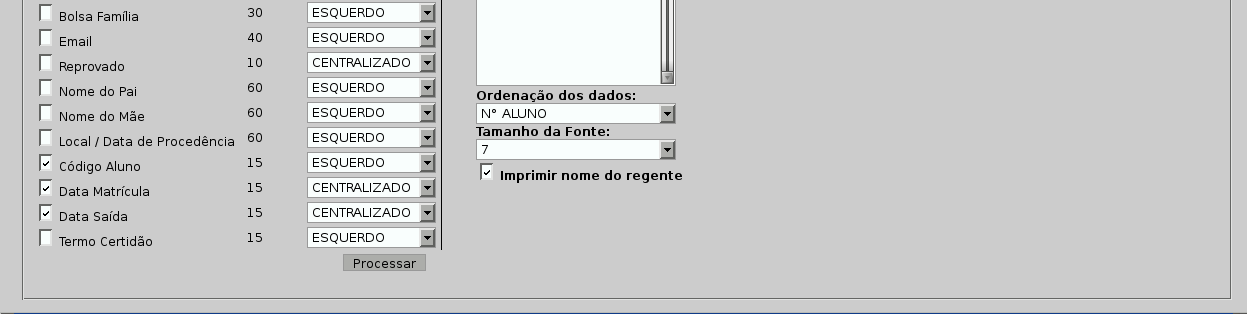 Bolsa Família 30 ESQUERDO
Email 40 ESQUERDO
Reprovado 10 CENTRALIZADO
Nome do Pai 60 ESQUERDO
Nome do Mãe 60 ESQUERDO
Local / Data de Procedência 60 ESQUERDO
Código Aluno 15 ESQUERDO
Data Matrícula 15 CENTRALIZADO
Data Saída 15 CENTRALIZADO
Termo Certidão 15 ESQUERDO
Processar
Ordenação dos dados:
N° ALUNO
Tamanho da Fonte:
7
Imprimir nome do regente